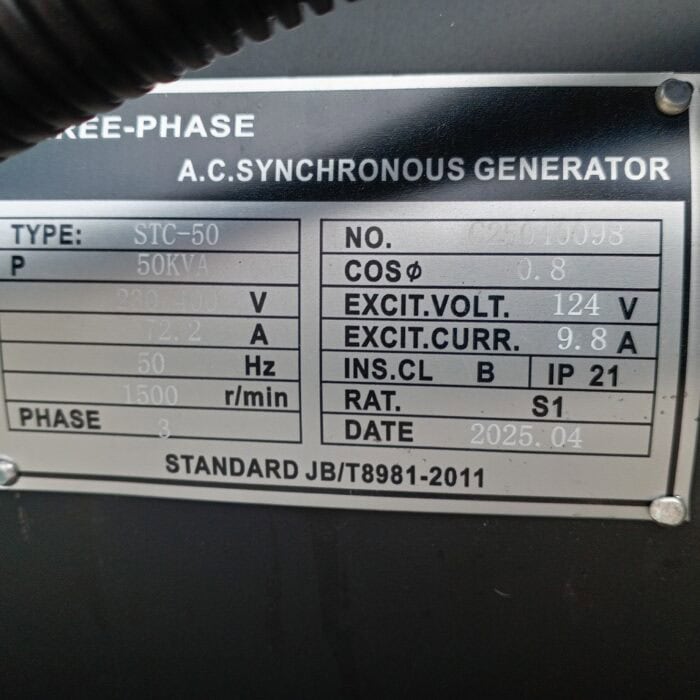 REE-PHASE
A.C.SYNCHRONOUS GENERATOR
TYPE: STC-50
P 50KVA
230/400 V
72.2 A
50 Hz
1500 r/min
PHASE 3
NO. C25040098
COSφ 0.8
EXCIT.VOLT. 124 V
EXCIT.CURR. 9.8 A
INS.CL B IP 21
RAT. S1
DATE 2025.04
STANDARD JB/T8981-2011